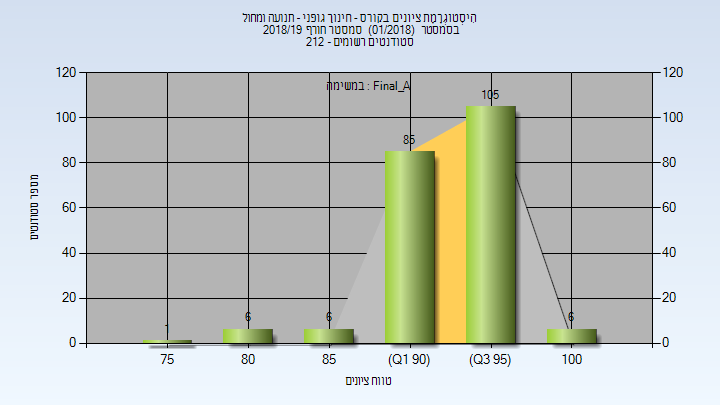 היסטוגרמת ציונים בקורס - חינוך גופני - תנועה ומחול
בסמסטר (01/2018) סמסטר חורף 2018/19
סטודנטים רשומים - 212
במשימה : Final_A
120 120
100 100
80 80
60 60
40 40
20 20
0 0
מספר סטודנטים
1 6 6 85 105 6
75 80 85 (Q1 90) (Q3 95) 100
טווח ציונים